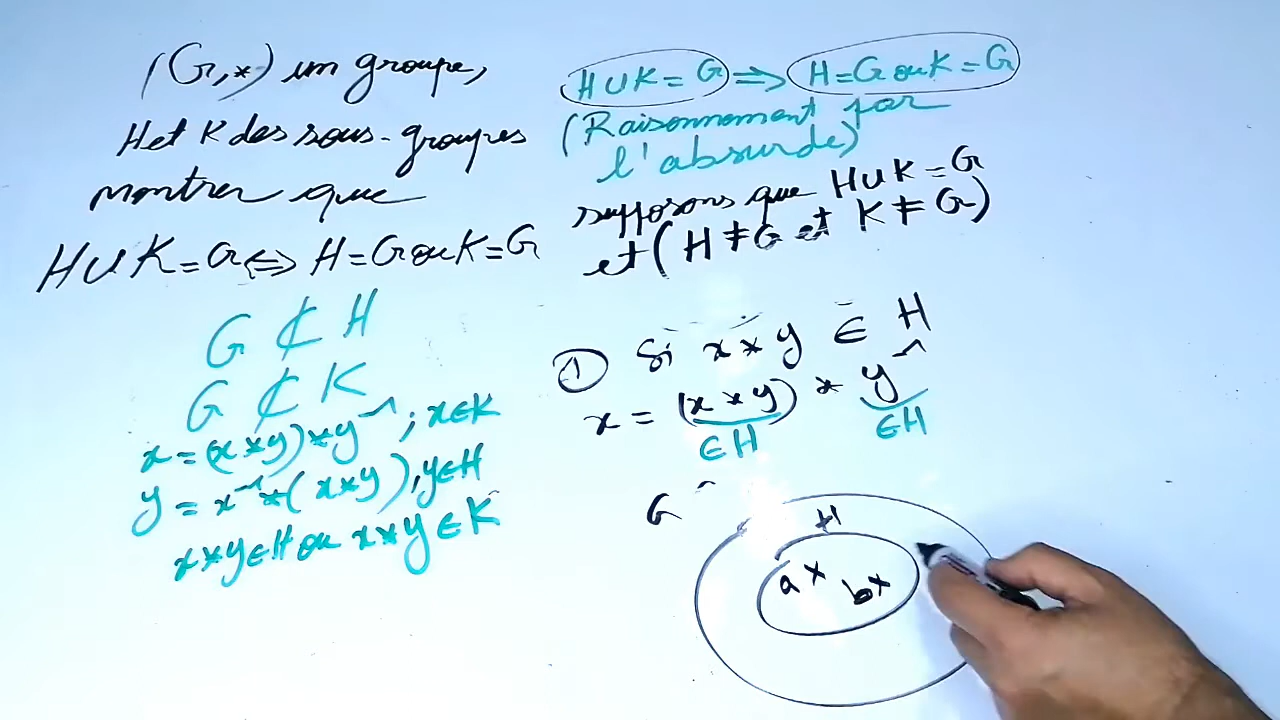 (G,*) un groupe,
H et K des sous-groupes
montrer que
H∪K=G⇔H=G ou K=G
G ⊄ H
G ⊄ K
x=(x*y)*y⁻¹; x∈K
y=x⁻¹*(x*y), y∈H
x*y∈H ou x*y∈K
H∪K=G⇒H=G ou K=G
(Raisonnement par
l'absurde)
supposons que H∪K=G
et (H≠G et K≠G)
① Si x*y ∈ H
x = (x*y) * y⁻¹
∈H ∈H
G
H
a x
b x